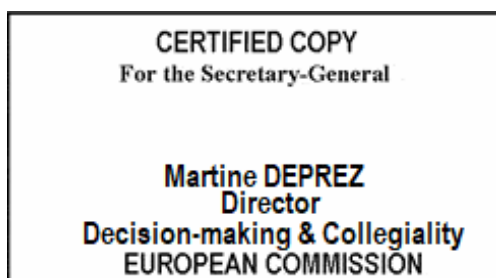 CERTIFIED COPY
For the Secretary-General
Martine DEPREZ
Director
Decision-making & Collegiality
EUROPEAN COMMISSION